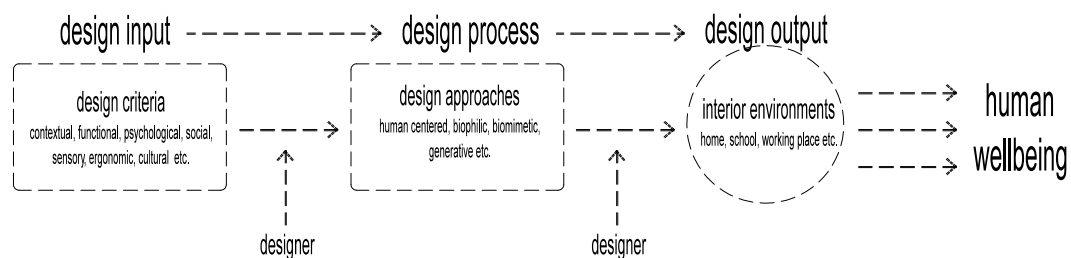 design input
design process
design output
design criteria
contextual, functional, psychological, social,
sensory, ergonomic, cultural etc.
design approaches
human centered, biophilic, biomimetic,
generative etc.
interior environments
home, school, working place etc.
human
wellbeing
designer
designer